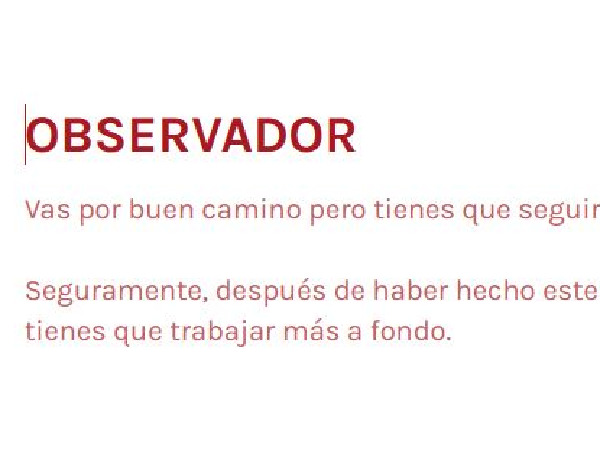 OBSERVADOR
Vas por buen camino pero tienes que seguir
Seguramente, después de haber hecho este
tienes que trabajar más a fondo.